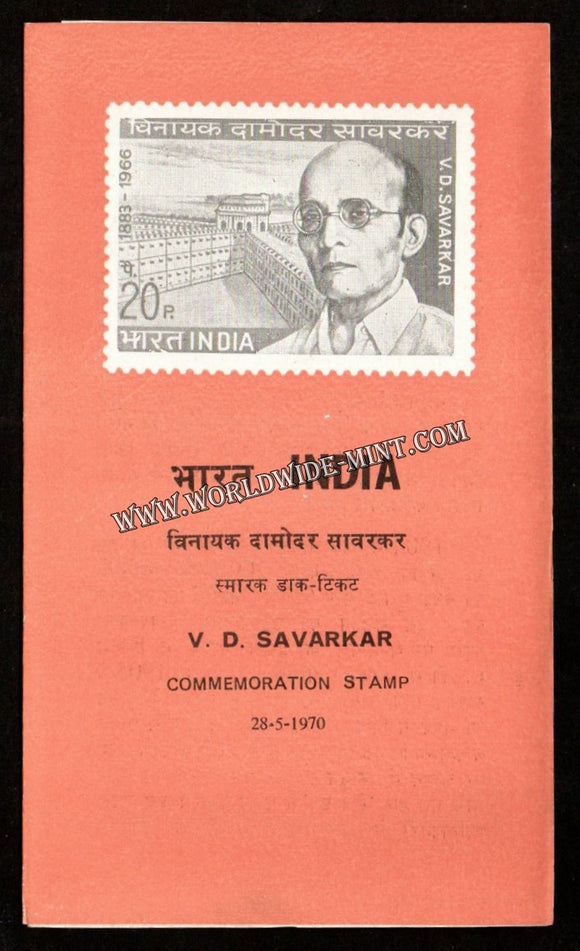 विनायक दामोदर सावरकर
V. D. SAVARKAR
1883-1966
पै.
20 P.
भारत INDIA
भारत INDIA
WWW.WORLDWIDE-MINT.COM
विनायक दामोदर सावरकर
स्मारक डाक-टिकट
V. D. SAVARKAR
COMMEMORATION STAMP
28-5-1970